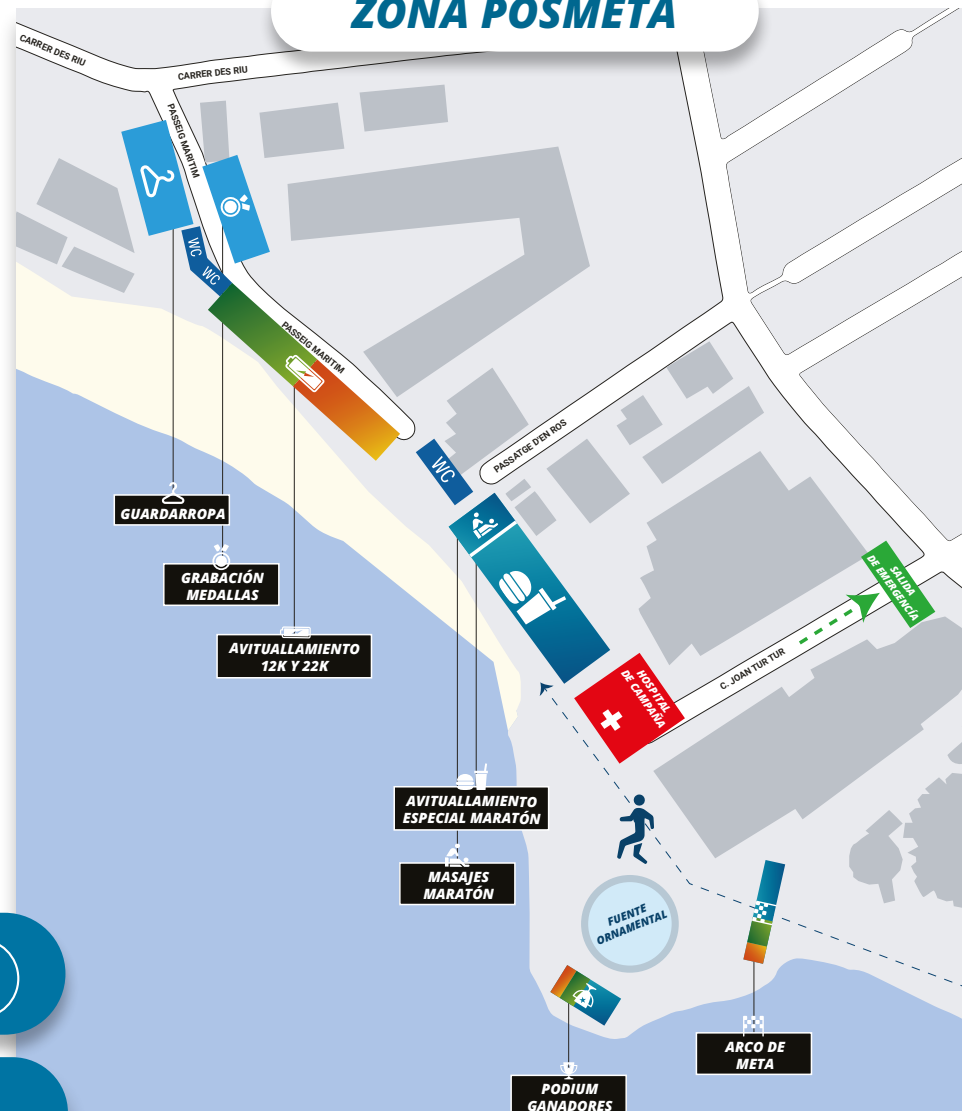 ZONA POSMETA
CARRER DES RIU
CARRER DES RIU
PASSEIG MARITIM
WC
WC
PASSEIG MARITIM
WC
PASSATGE D'EN ROS
GUARDARROPA
GRABACIÓN
MEDALLAS
AVITUALLAMIENTO
12K Y 22K
SALIDA
DE EMERGENCÍA
C. JOAN TUR TUR
HOSPITAL
DE CAMPAÑA
AVITUALLAMIENTO
ESPECIAL MARATÓN
MASAJES
MARATÓN
FUENTE
ORNAMENTAL
ARCO DE
META
PODIUM
GANADORES